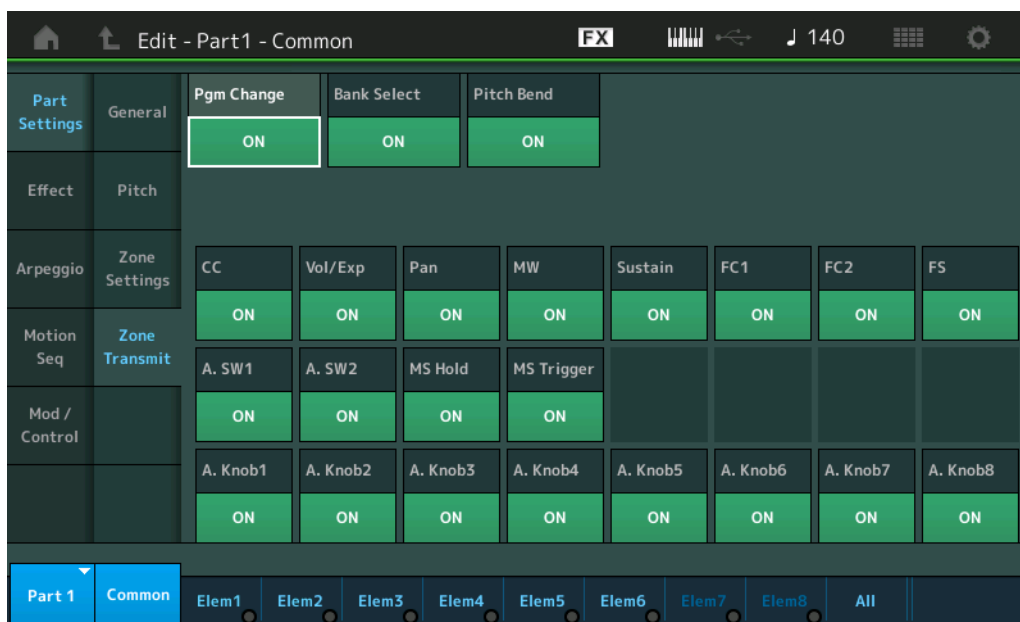 Edit - Part1 - Common
FX
140
Part
Settings
Effect
Arpeggio
Motion
Seq
Mod /
Control
General
Pitch
Zone
Settings
Zone
Transmit
Pgm Change
Bank Select
Pitch Bend
ON
ON
ON
CC
Vol/Exp
Pan
MW
Sustain
FC1
FC2
FS
ON
ON
ON
ON
ON
ON
ON
ON
A. SW1
A. SW2
MS Hold
MS Trigger
ON
ON
ON
ON
A. Knob1
A. Knob2
A. Knob3
A. Knob4
A. Knob5
A. Knob6
A. Knob7
A. Knob8
ON
ON
ON
ON
ON
ON
ON
ON
Part 1
Common
Elem1
Elem2
Elem3
Elem4
Elem5
Elem6
Elem7
Elem8
All